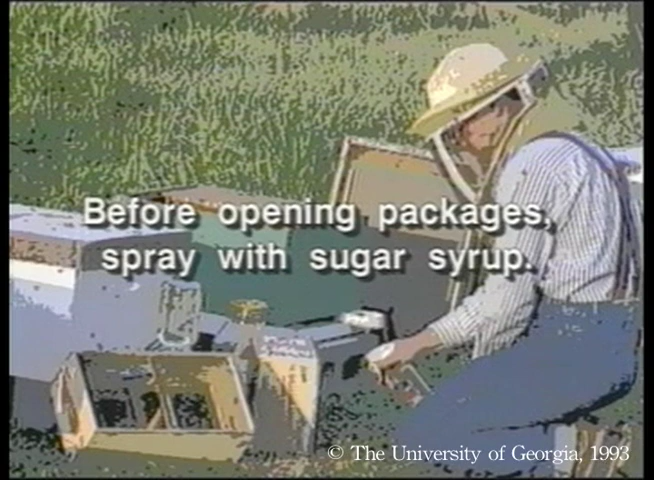 Before opening packages,
spray with sugar syrup.
© The University of Georgia, 1993